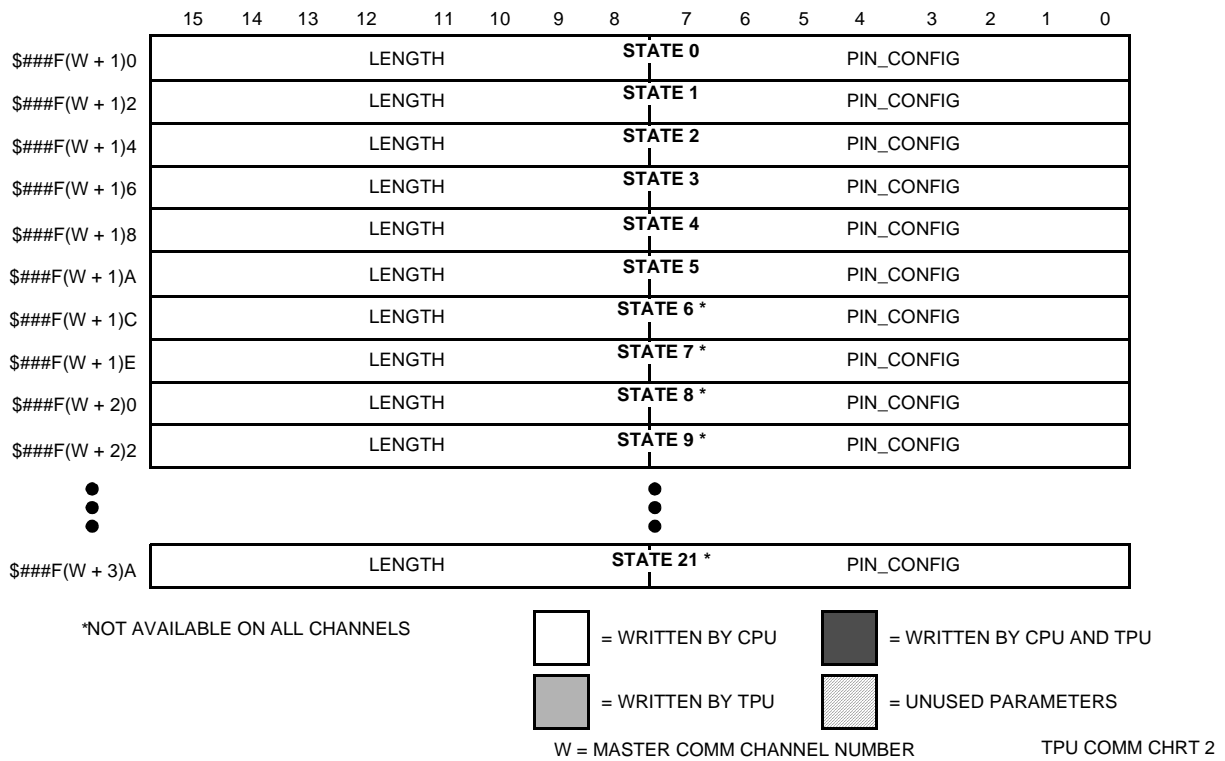 15 14 13 12 11 10 9 8 7 6 5 4 3 2 1 0
$###F(W + 1)0 LENGTH STATE 0 PIN_CONFIG
$###F(W + 1)2 LENGTH STATE 1 PIN_CONFIG
$###F(W + 1)4 LENGTH STATE 2 PIN_CONFIG
$###F(W + 1)6 LENGTH STATE 3 PIN_CONFIG
$###F(W + 1)8 LENGTH STATE 4 PIN_CONFIG
$###F(W + 1)A LENGTH STATE 5 PIN_CONFIG
$###F(W + 1)C LENGTH STATE 6 * PIN_CONFIG
$###F(W + 1)E LENGTH STATE 7 * PIN_CONFIG
$###F(W + 2)0 LENGTH STATE 8 * PIN_CONFIG
$###F(W + 2)2 LENGTH STATE 9 * PIN_CONFIG
$###F(W + 3)A LENGTH STATE 21 * PIN_CONFIG
*NOT AVAILABLE ON ALL CHANNELS
= WRITTEN BY CPU = WRITTEN BY CPU AND TPU
= WRITTEN BY TPU = UNUSED PARAMETERS
W = MASTER COMM CHANNEL NUMBER TPU COMM CHRT 2